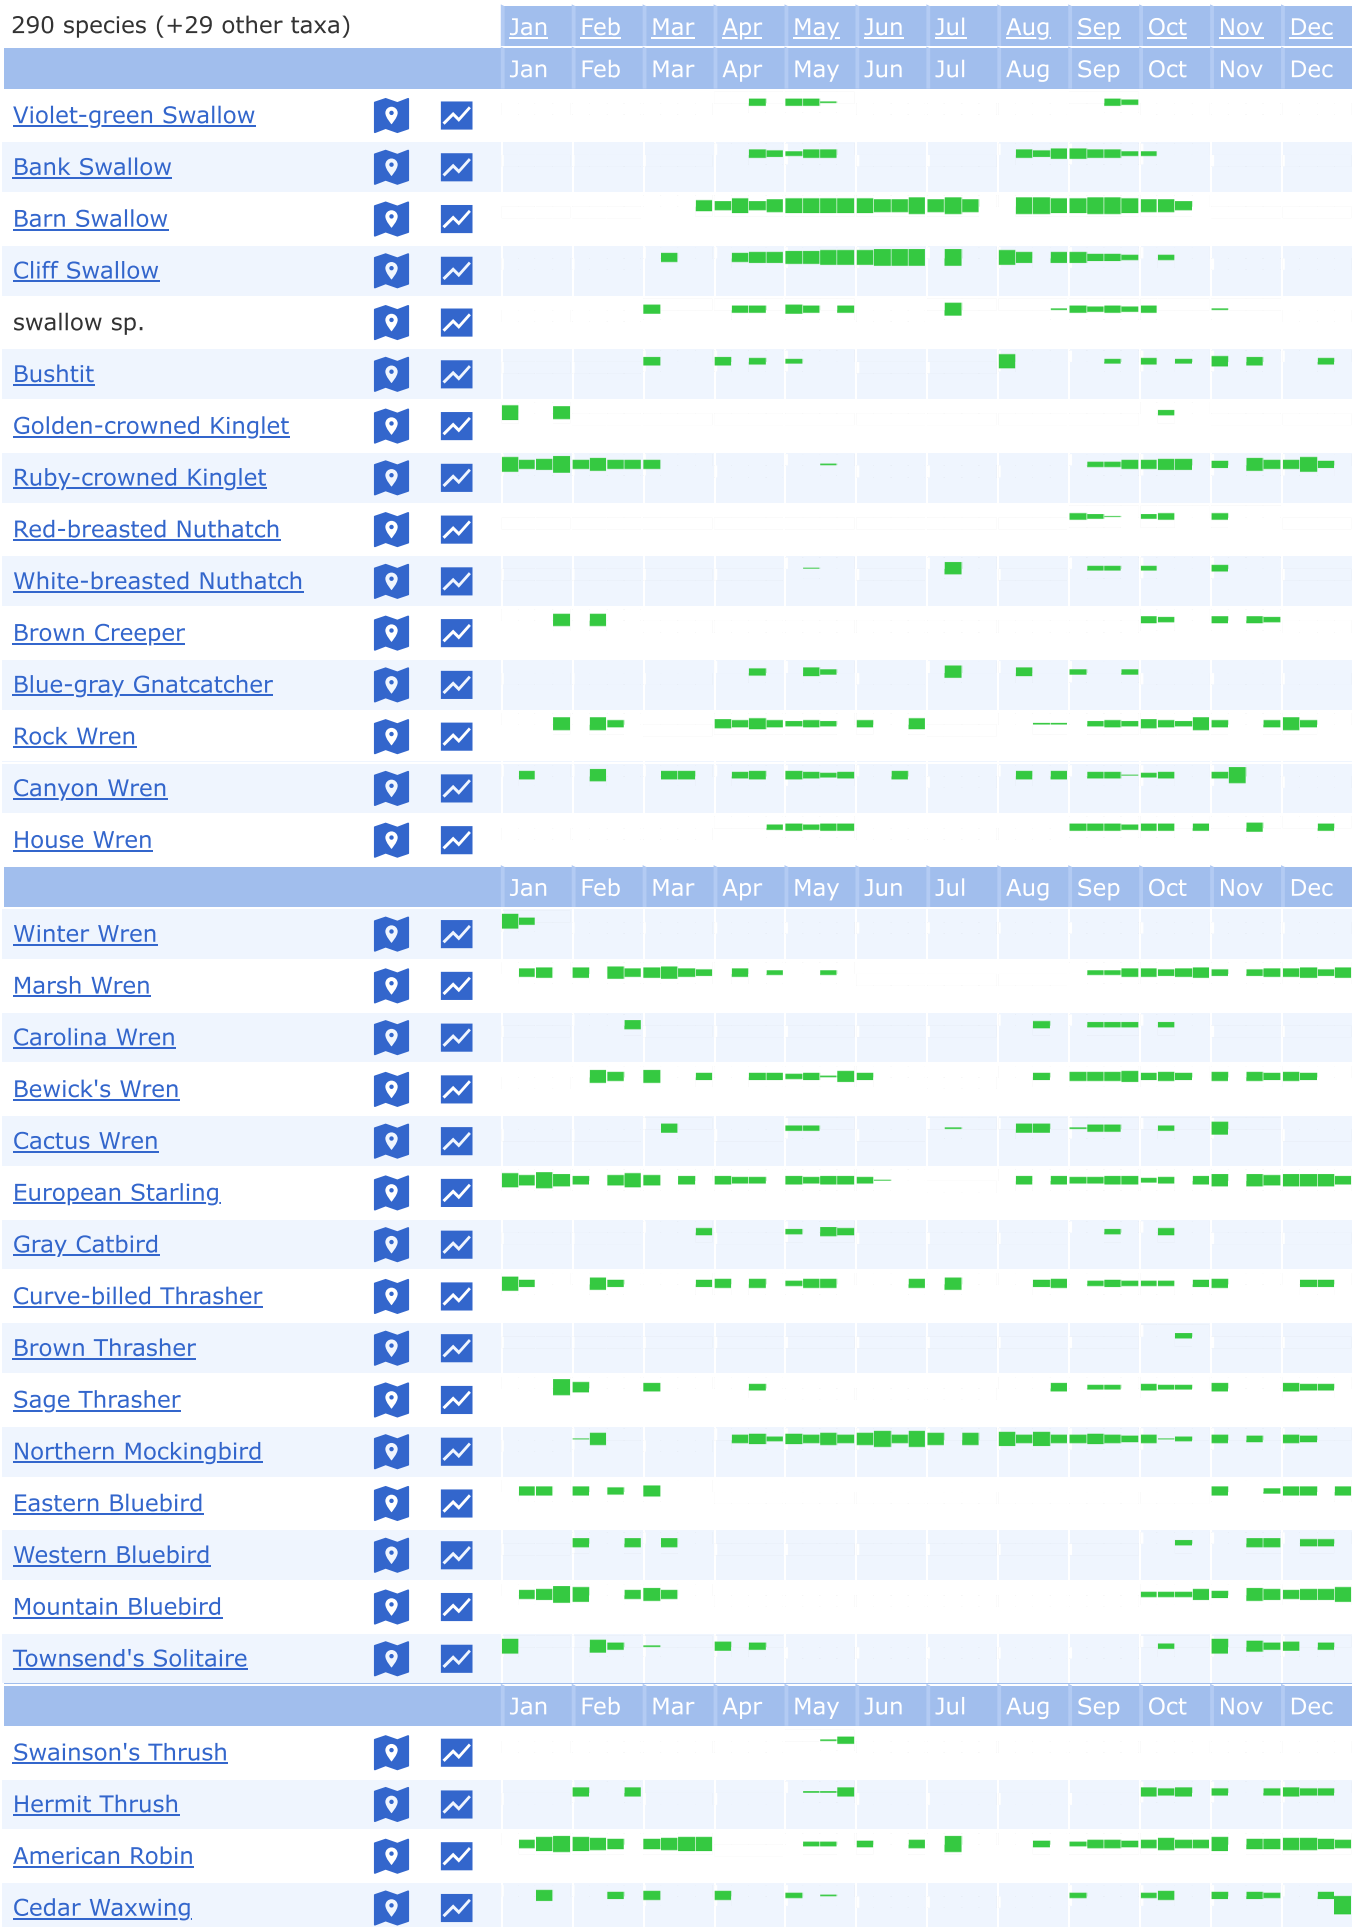 290 species (+29 other taxa) Jan Feb Mar Apr May Jun Jul Aug Sep Oct Nov Dec
Jan Feb Mar Apr May Jun Jul Aug Sep Oct Nov Dec
Violet-green Swallow
Bank Swallow
Barn Swallow
Cliff Swallow
swallow sp.
Bushtit
Golden-crowned Kinglet
Ruby-crowned Kinglet
Red-breasted Nuthatch
White-breasted Nuthatch
Brown Creeper
Blue-gray Gnatcatcher
Rock Wren
Canyon Wren
House Wren
Jan Feb Mar Apr May Jun Jul Aug Sep Oct Nov Dec
Winter Wren
Marsh Wren
Carolina Wren
Bewick's Wren
Cactus Wren
European Starling
Gray Catbird
Curve-billed Thrasher
Brown Thrasher
Sage Thrasher
Northern Mockingbird
Eastern Bluebird
Western Bluebird
Mountain Bluebird
Townsend's Solitaire
Jan Feb Mar Apr May Jun Jul Aug Sep Oct Nov Dec
Swainson's Thrush
Hermit Thrush
American Robin
Cedar Waxwing